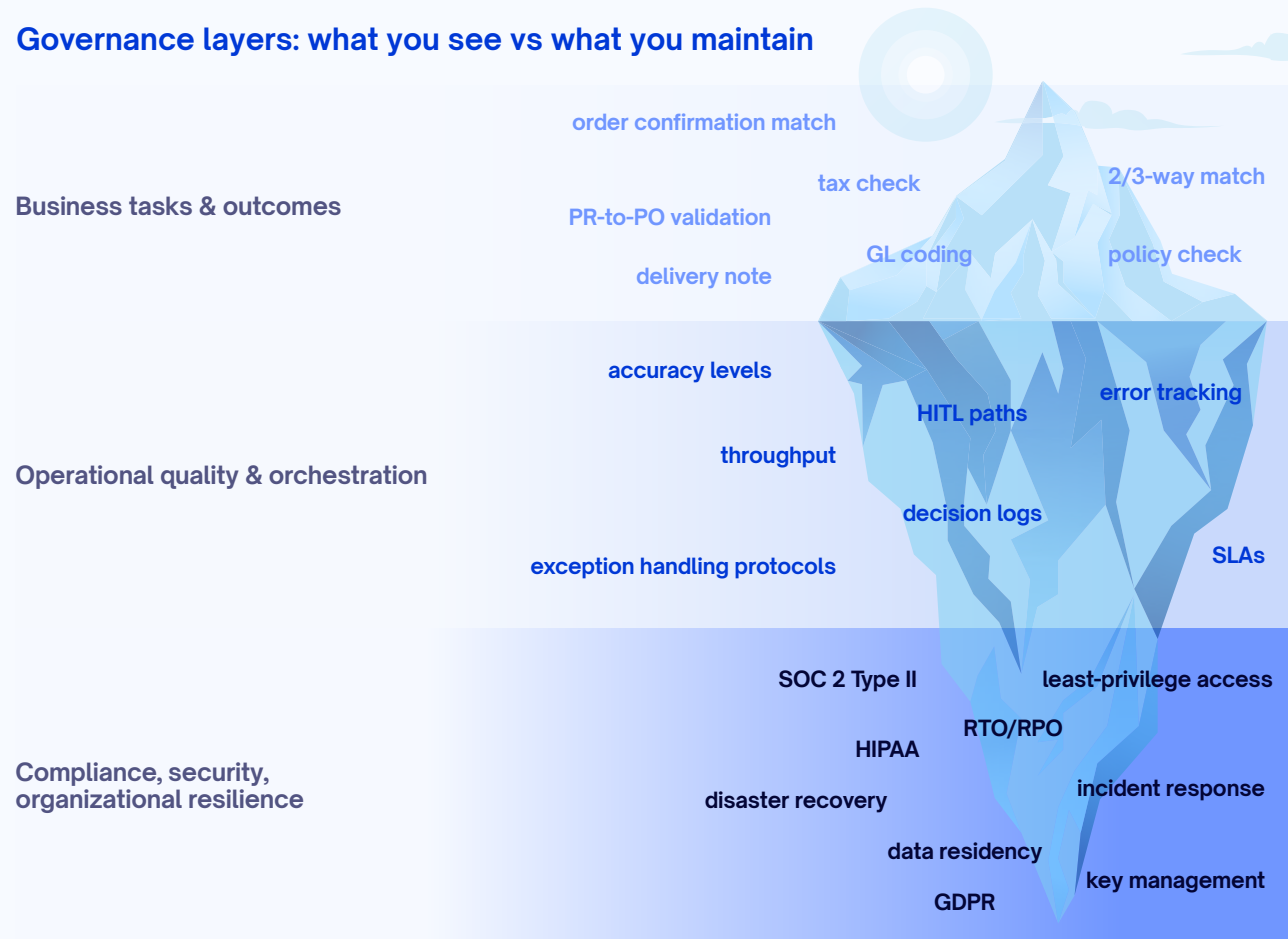 Governance layers: what you see vs what you maintain
Business tasks & outcomes
order confirmation match
tax check
2/3-way match
PR-to-PO validation
GL coding
policy check
delivery note
Operational quality & orchestration
accuracy levels
error tracking
HITL paths
throughput
decision logs
exception handling protocols
SLAs
Compliance, security,
organizational resilience
SOC 2 Type II
least-privilege access
RTO/RPO
HIPAA
incident response
disaster recovery
data residency
key management
GDPR